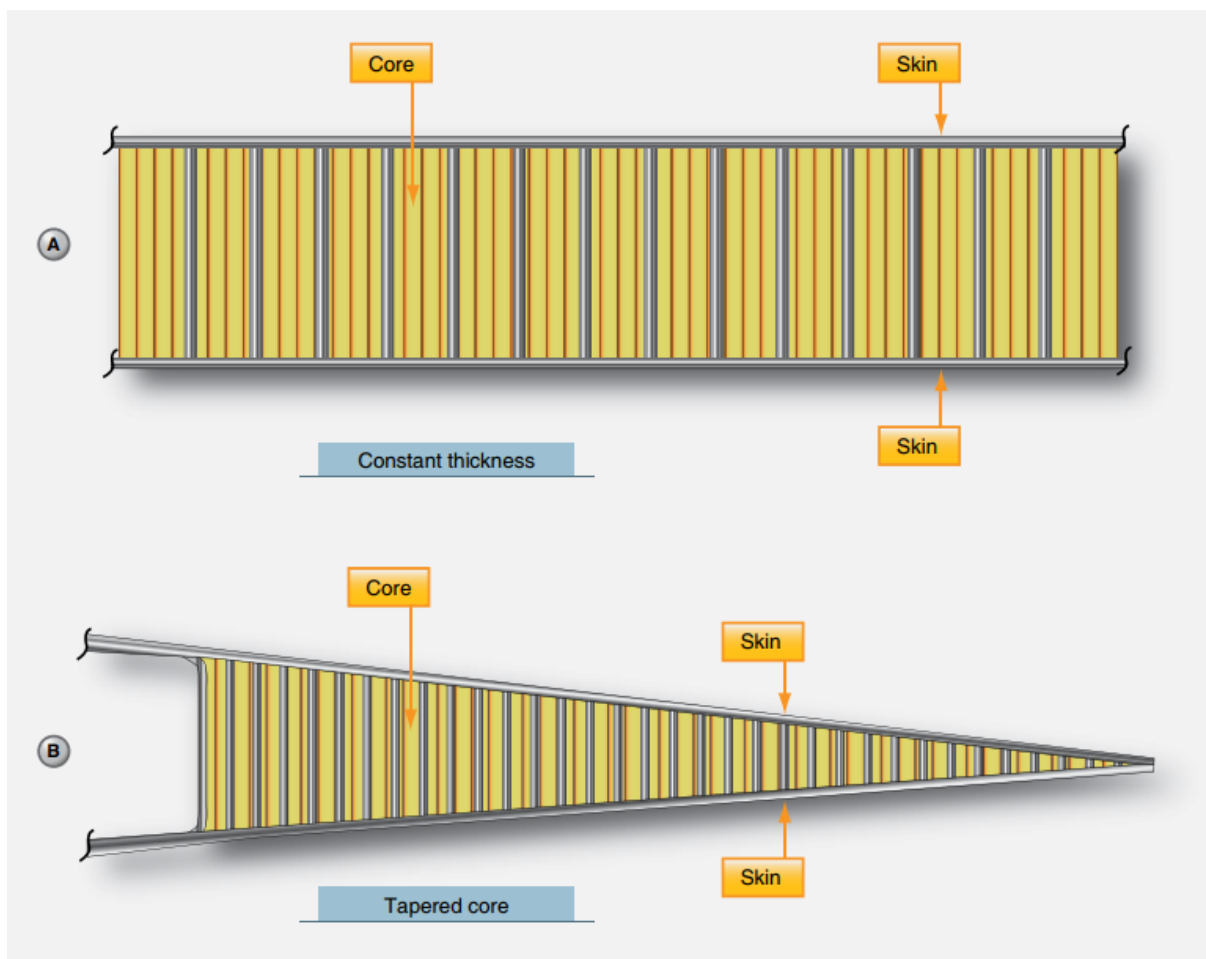 Core
Skin
A
Skin
Constant thickness
Core
Skin
B
Skin
Tapered core